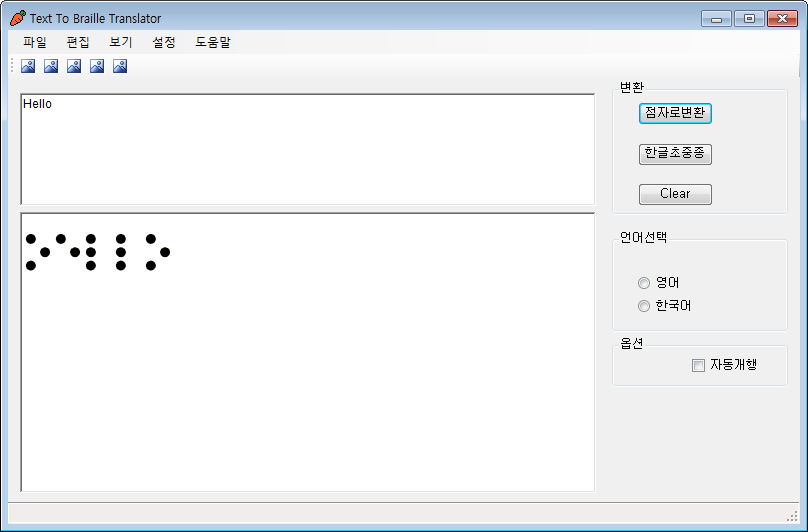 Text To Braille Translator
파일 편집 보기 설정 도움말
Hello
⠕⠑⠇⠇⠕
변환
점자로변환
한글초중종
Clear
언어선택
영어
한국어
옵션
자동개행